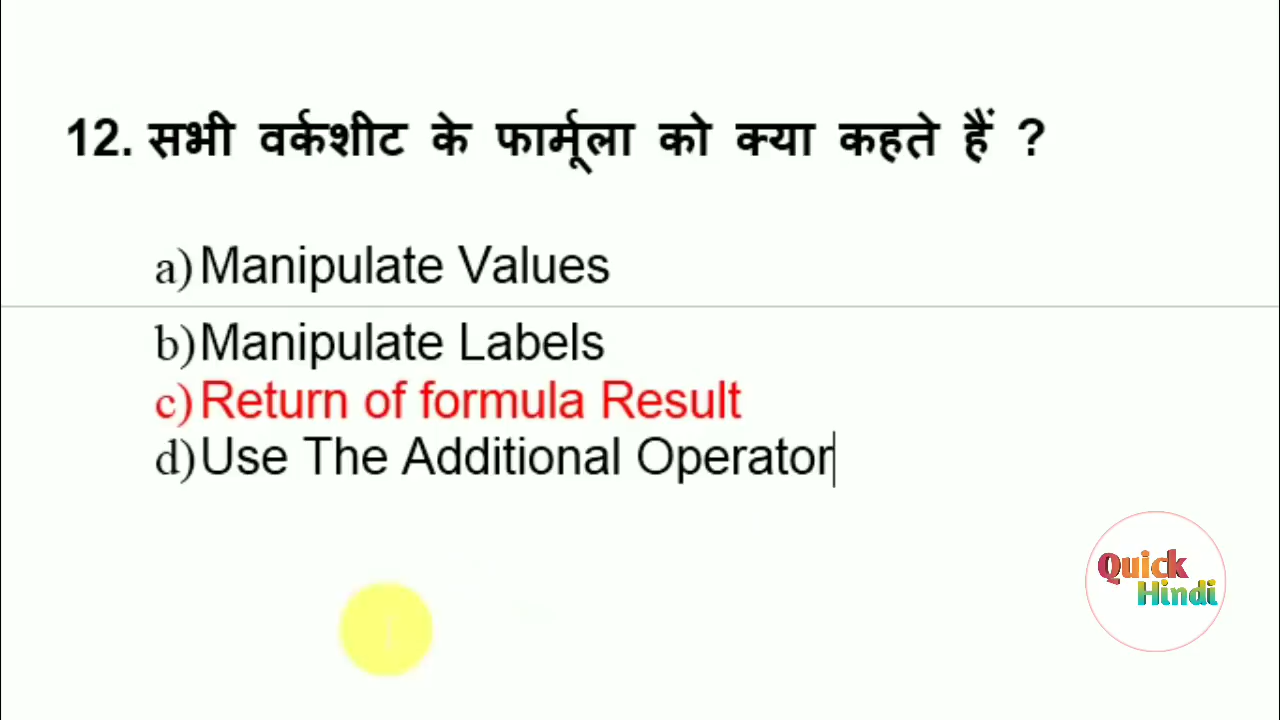 12. सभी वर्कशीट के फार्मूला को क्या कहते हैं ?
a) Manipulate Values
b) Manipulate Labels
c) Return of formula Result
d) Use The Additional Operator
Quick
Hindi